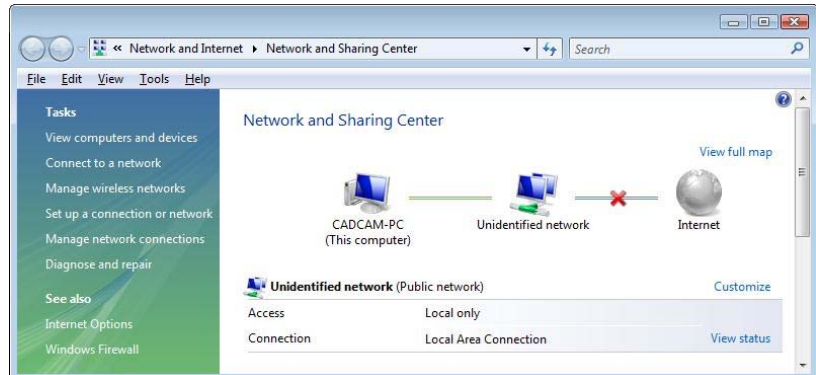 « Network and Internet ▸ Network and Sharing Center Search
File Edit View Tools Help
Tasks
View computers and devices
Connect to a network
Manage wireless networks
Set up a connection or network
Manage network connections
Diagnose and repair
See also
Internet Options
Windows Firewall
Network and Sharing Center
View full map
CADCAM-PC
(This computer)
Unidentified network
Internet
Unidentified network (Public network) Customize
Access Local only
Connection Local Area Connection View status